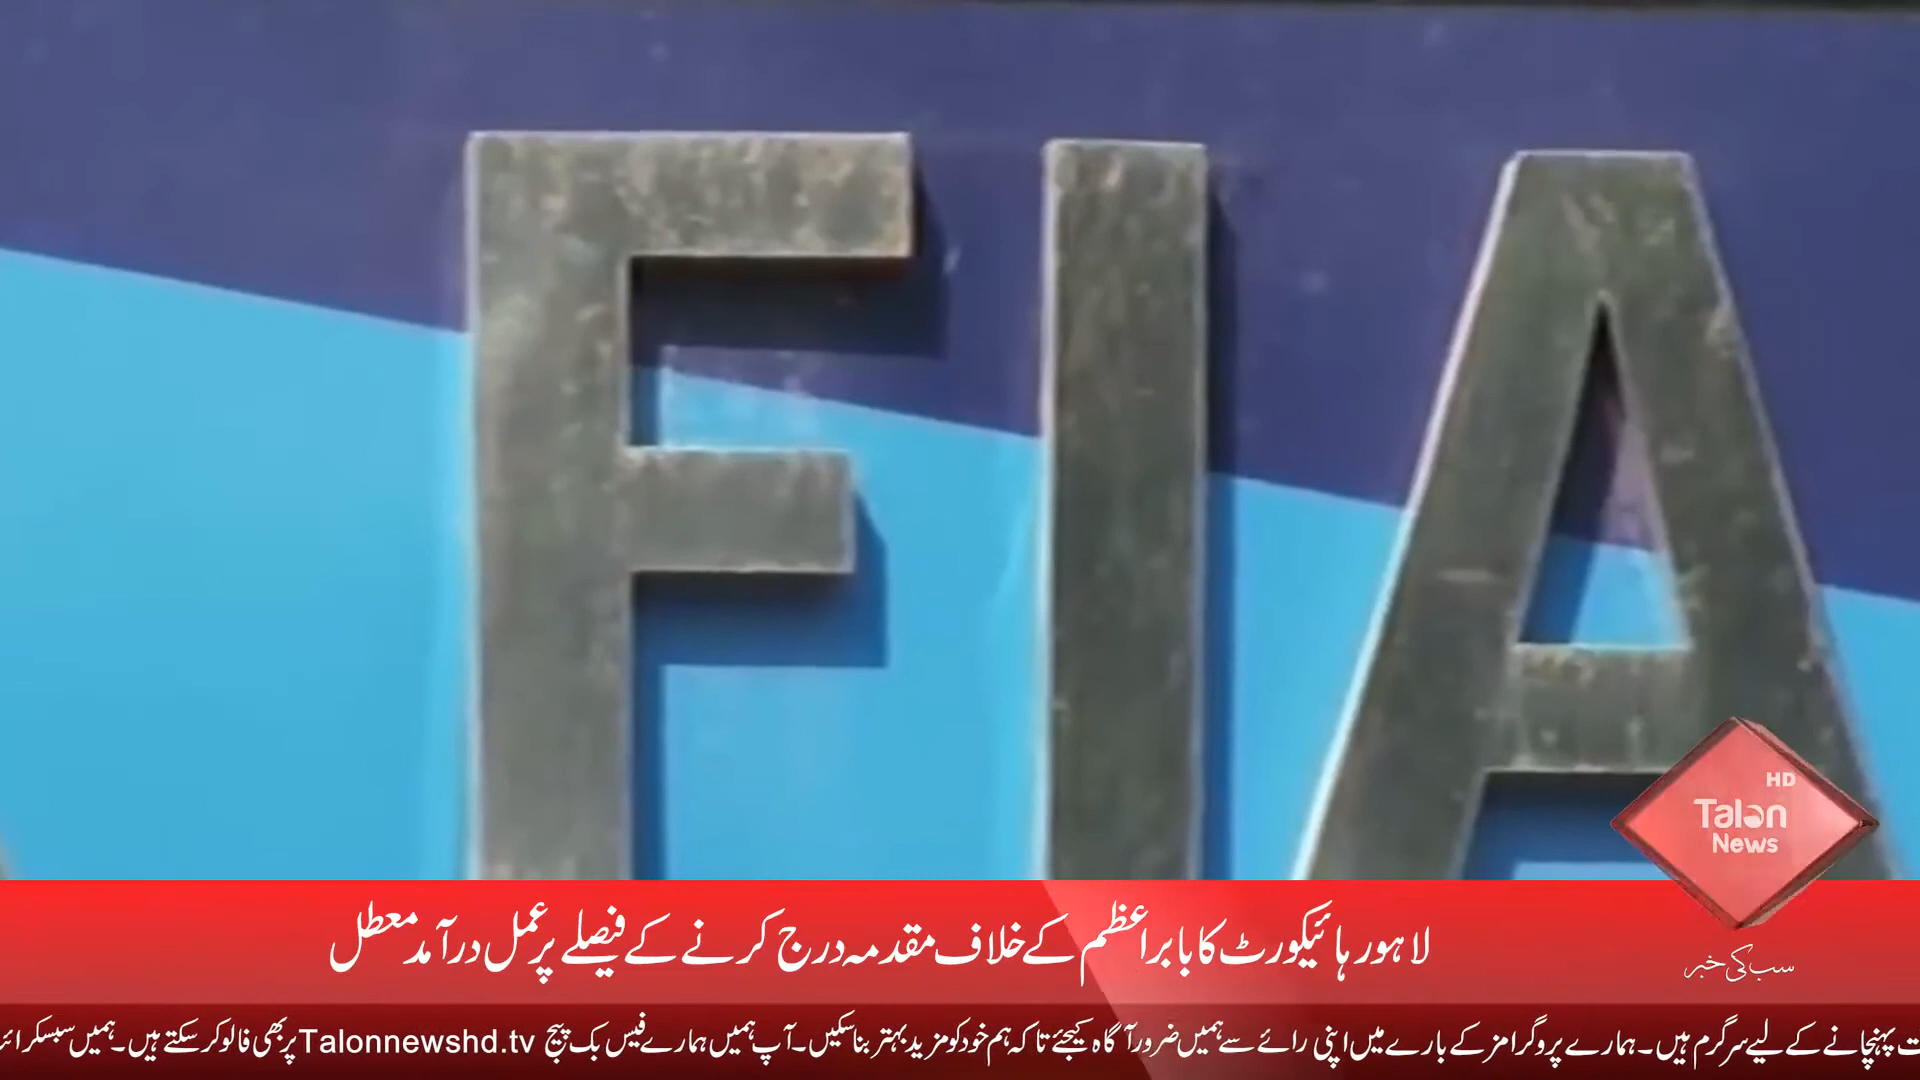 FIA
HD
Talon
News
لاہور ہائیکورٹ کا بابر اعظم کے خلاف مقدمہ درج کرنے کے فیصلے پر عمل درآمد معطل
سب کی خبر
ت پہنچانے کے لیے سرگرم ہیں۔ ہمارے پروگرامز کے بارے میں اپنی رائے سے ہمیں ضرور آگاہ کیجئے تاکہ ہم خود کو مزید بہتر بنا سکیں۔ آپ ہمیں ہمارے فیس بک پیج Talonnewshd.tv پر بھی فالو کر سکتے ہیں۔ ہمیں سبسکرائ